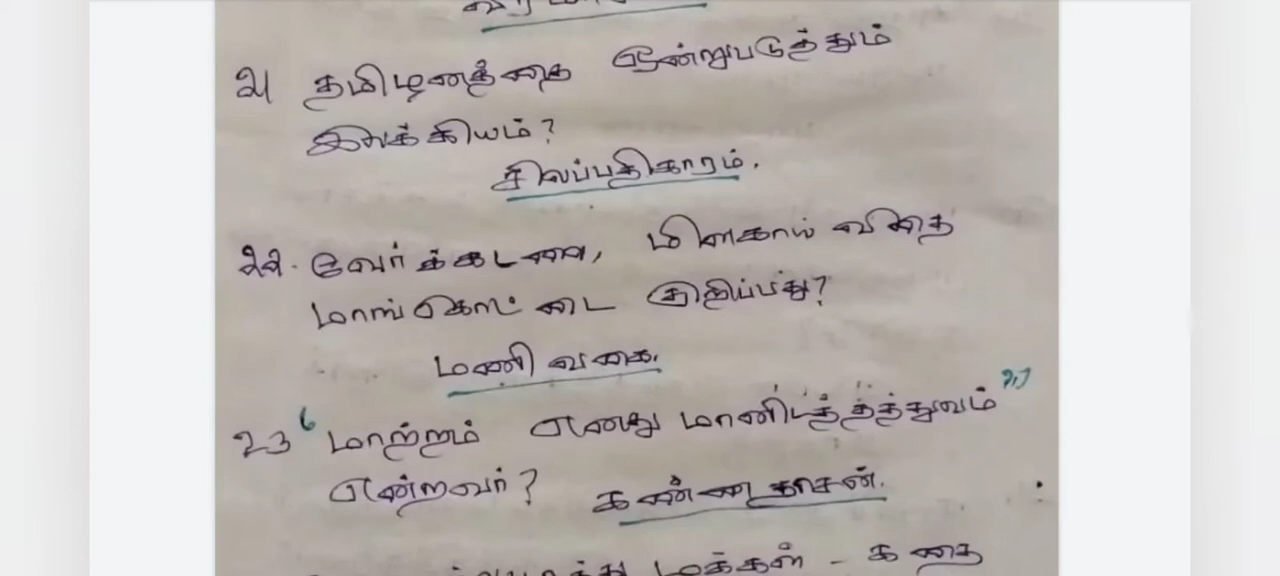 21 தமிழினத்தை ஒன்றுபடுத்தும்
இலக்கியம்?
சிலப்பதிகாரம்.
22. வேர்க்கடலை, மிளகாய் விதை
மாங்கொட்டை குறிப்பது?
மணி வகை.
23 "மாற்றம் எனது மானிடத்தத்துவம்"
என்றவர்? கண்ணதாசன்.
மக்கள் - கதை